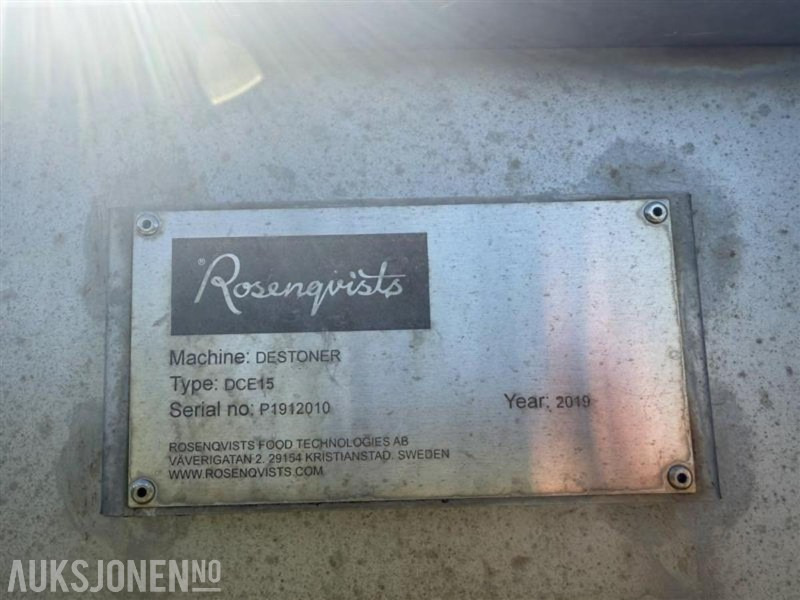 ® Rosenqvists
Machine: DESTONER
Type: DCE15
Serial no: P1912010
Year: 2019
ROSENQVISTS FOOD TECHNOLOGIES AB
VÄVERIGATAN 2, 29154 KRISTIANSTAD, SWEDEN
WWW.ROSENQVISTS.COM
AUKSJONEN.NO